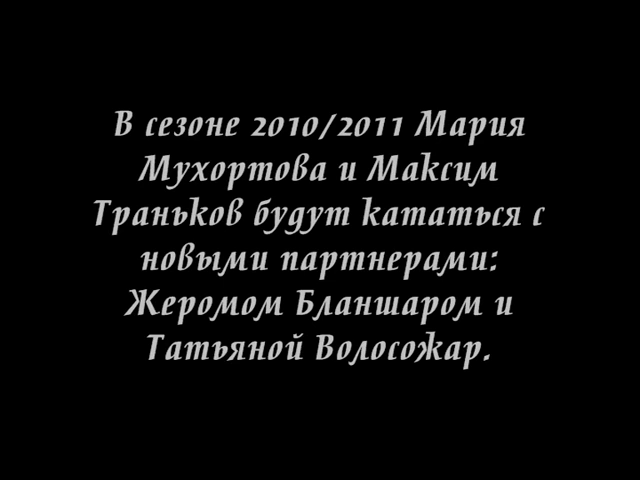 В сезоне 2010/2011 Мария
Мухортова и Максим
Траньков будут кататься с
новыми партнерами:
Жеромом Бланшаром и
Татьяной Волосожар.